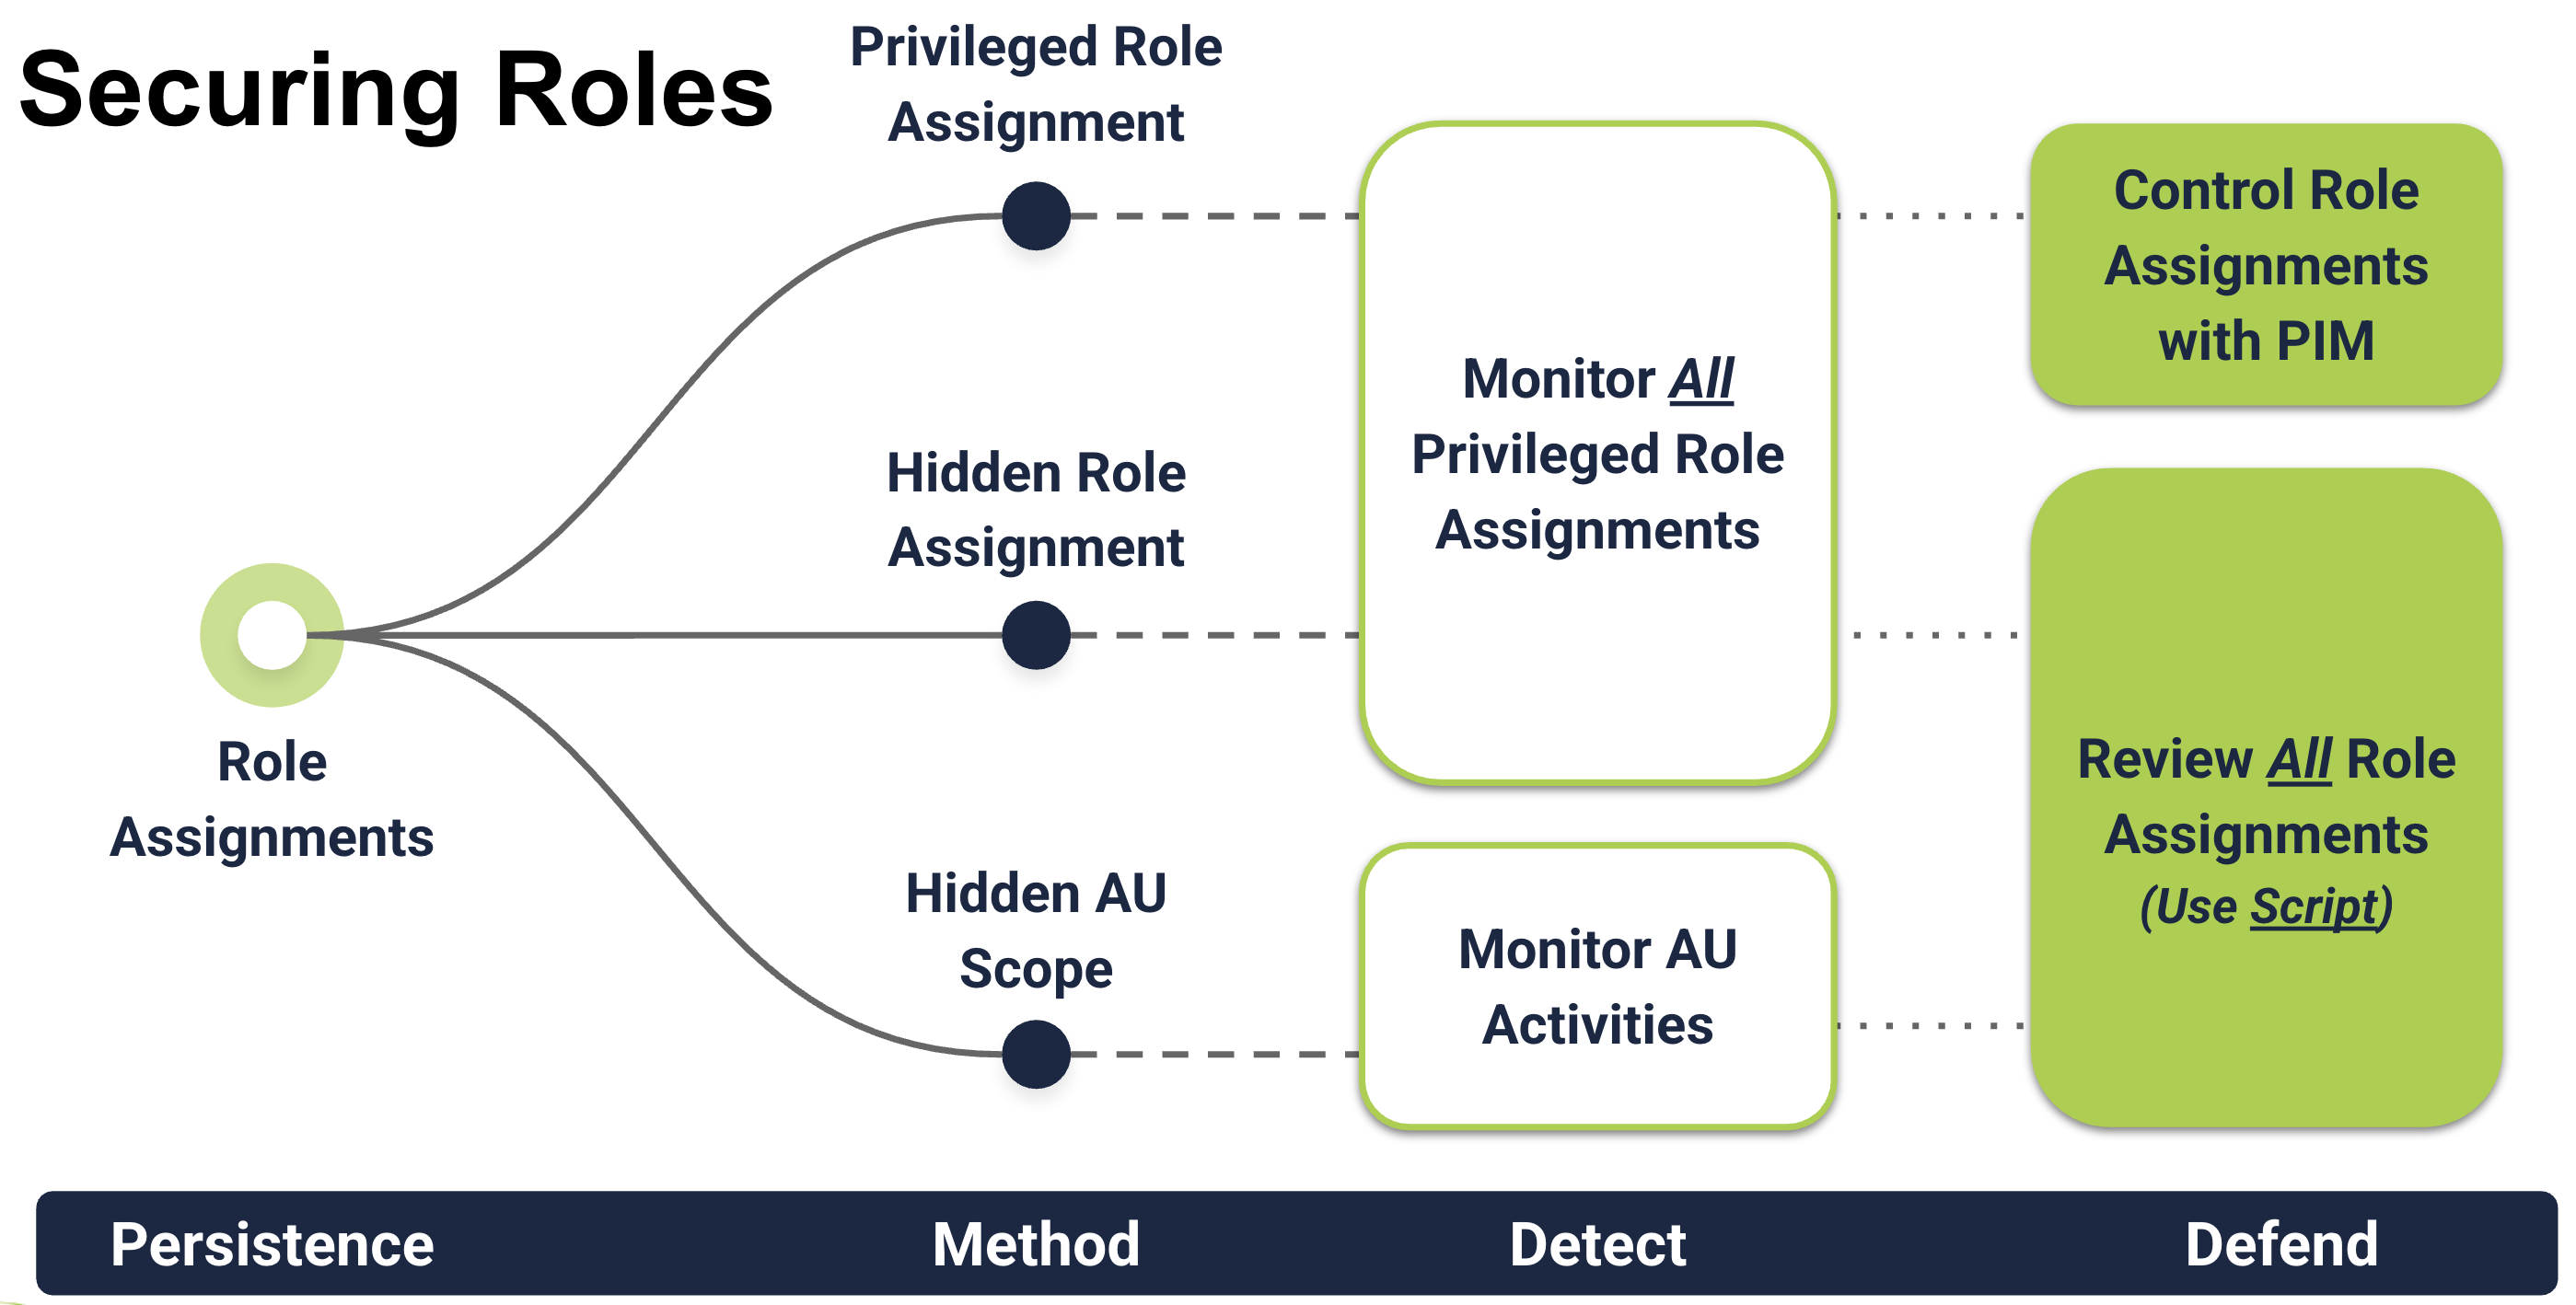 Securing Roles
Role
Assignments
Privileged Role
Assignment
Hidden Role
Assignment
Hidden AU
Scope
Monitor All
Privileged Role
Assignments
Monitor AU
Activities
Control Role
Assignments
with PIM
Review All Role
Assignments
(Use Script)
Persistence
Method
Detect
Defend